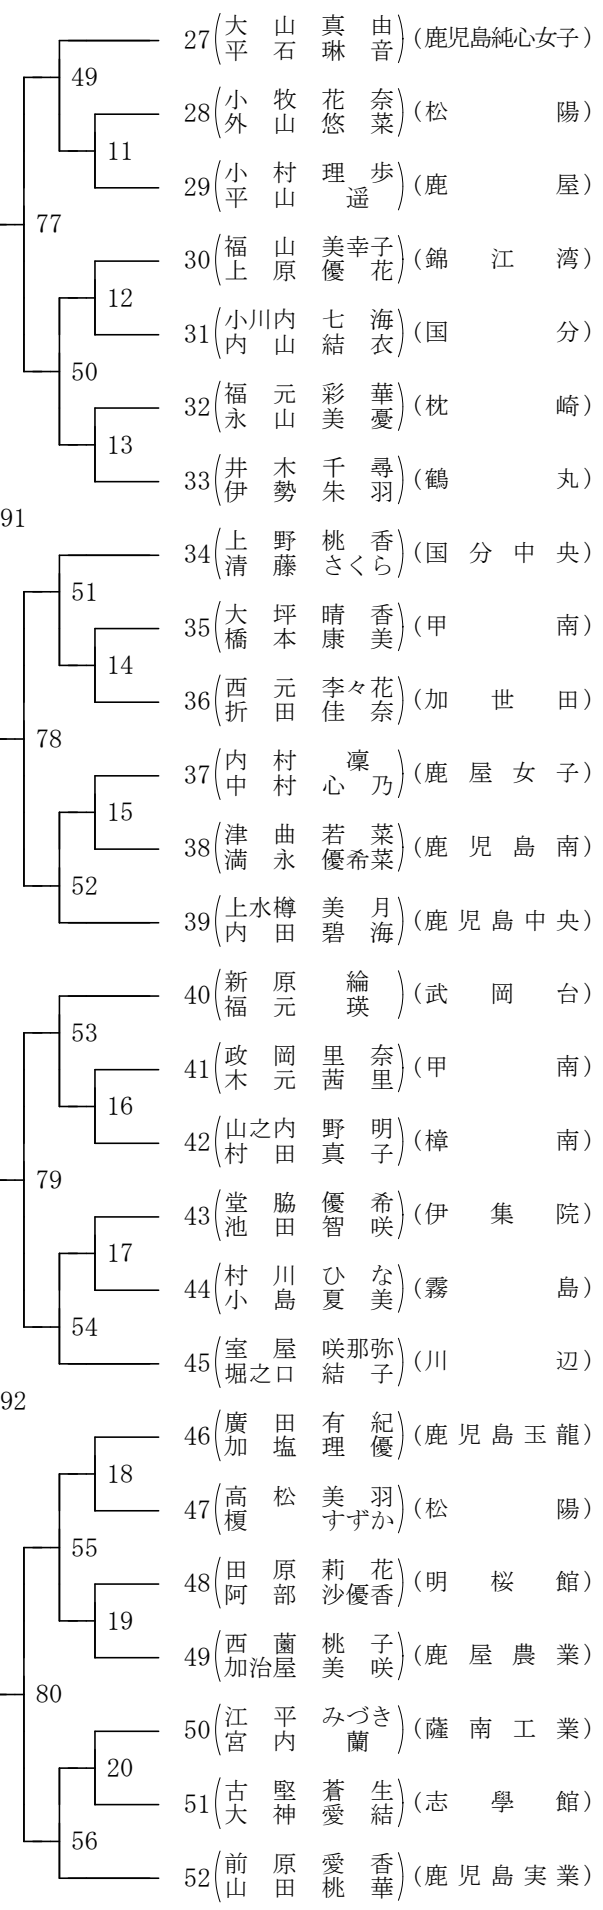 27 (大山真由 平石琳音) (鹿児島純心女子)
49
28 (小牧花奈 外山悠菜) (松陽)
11
29 (小村理歩 平山遥) (鹿屋)
77
30 (福山美幸子 上原優花) (錦江湾)
12
31 (小川内七海 内山結衣) (国分)
50
32 (福元彩華 永山美憂) (枕崎)
13
33 (井木千尋 伊勢朱羽) (鶴丸)
91
34 (上野桃香 清藤さくら) (国分中央)
51
35 (大坪晴香 橋本康美) (甲南)
14
36 (西元李々花 折田佳奈) (加世田)
78
37 (内村凜 中村心乃) (鹿屋女子)
15
38 (津曲若菜 満永優希菜) (鹿児島南)
52
39 (上水樽美月 内田碧海) (鹿児島中央)
40 (新原綸 福元瑛) (武岡台)
53
41 (政岡里奈 木元茜里) (甲南)
16
42 (山之内野明 村田真子) (樟南)
79
43 (堂脇優希 池田智咲) (伊集院)
17
44 (村川ひな 小島夏美) (霧島)
54
45 (室屋咲那弥 堀之口結子) (川辺)
92
46 (廣田有紀 加塩理優) (鹿児島玉龍)
18
47 (高松美羽 榎すずか) (松陽)
55
48 (田原莉花 阿部沙優香) (明桜館)
19
49 (西薗桃子 加治屋美咲) (鹿屋農業)
80
50 (江平みづき 宮内蘭) (薩南工業)
20
51 (古堅蒼生 大神愛結) (志學館)
56
52 (前原愛香 山田桃華) (鹿児島実業)